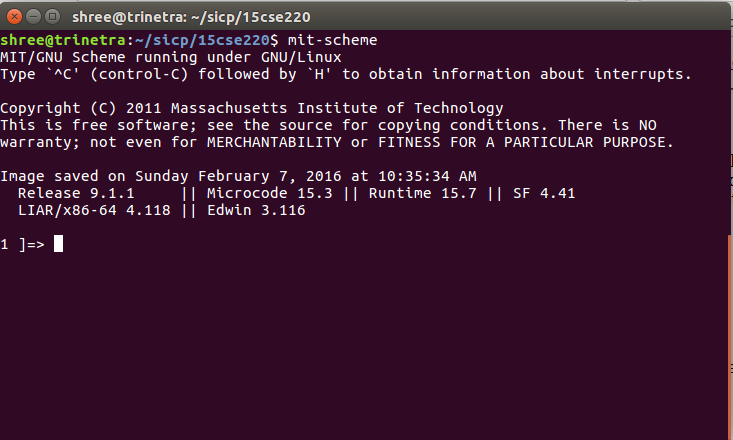 shree@trinetra: ~/sicp/15cse220
shree@trinetra:~/sicp/15cse220$ mit-scheme
MIT/GNU Scheme running under GNU/Linux
Type `^C' (control-C) followed by `H' to obtain information about interrupts.
Copyright (C) 2011 Massachusetts Institute of Technology
This is free software; see the source for copying conditions. There is NO
warranty; not even for MERCHANTABILITY or FITNESS FOR A PARTICULAR PURPOSE.
Image saved on Sunday February 7, 2016 at 10:35:34 AM
  Release 9.1.1     || Microcode 15.3 || Runtime 15.7 || SF 4.41
  LIAR/x86-64 4.118 || Edwin 3.116
1 ]=>